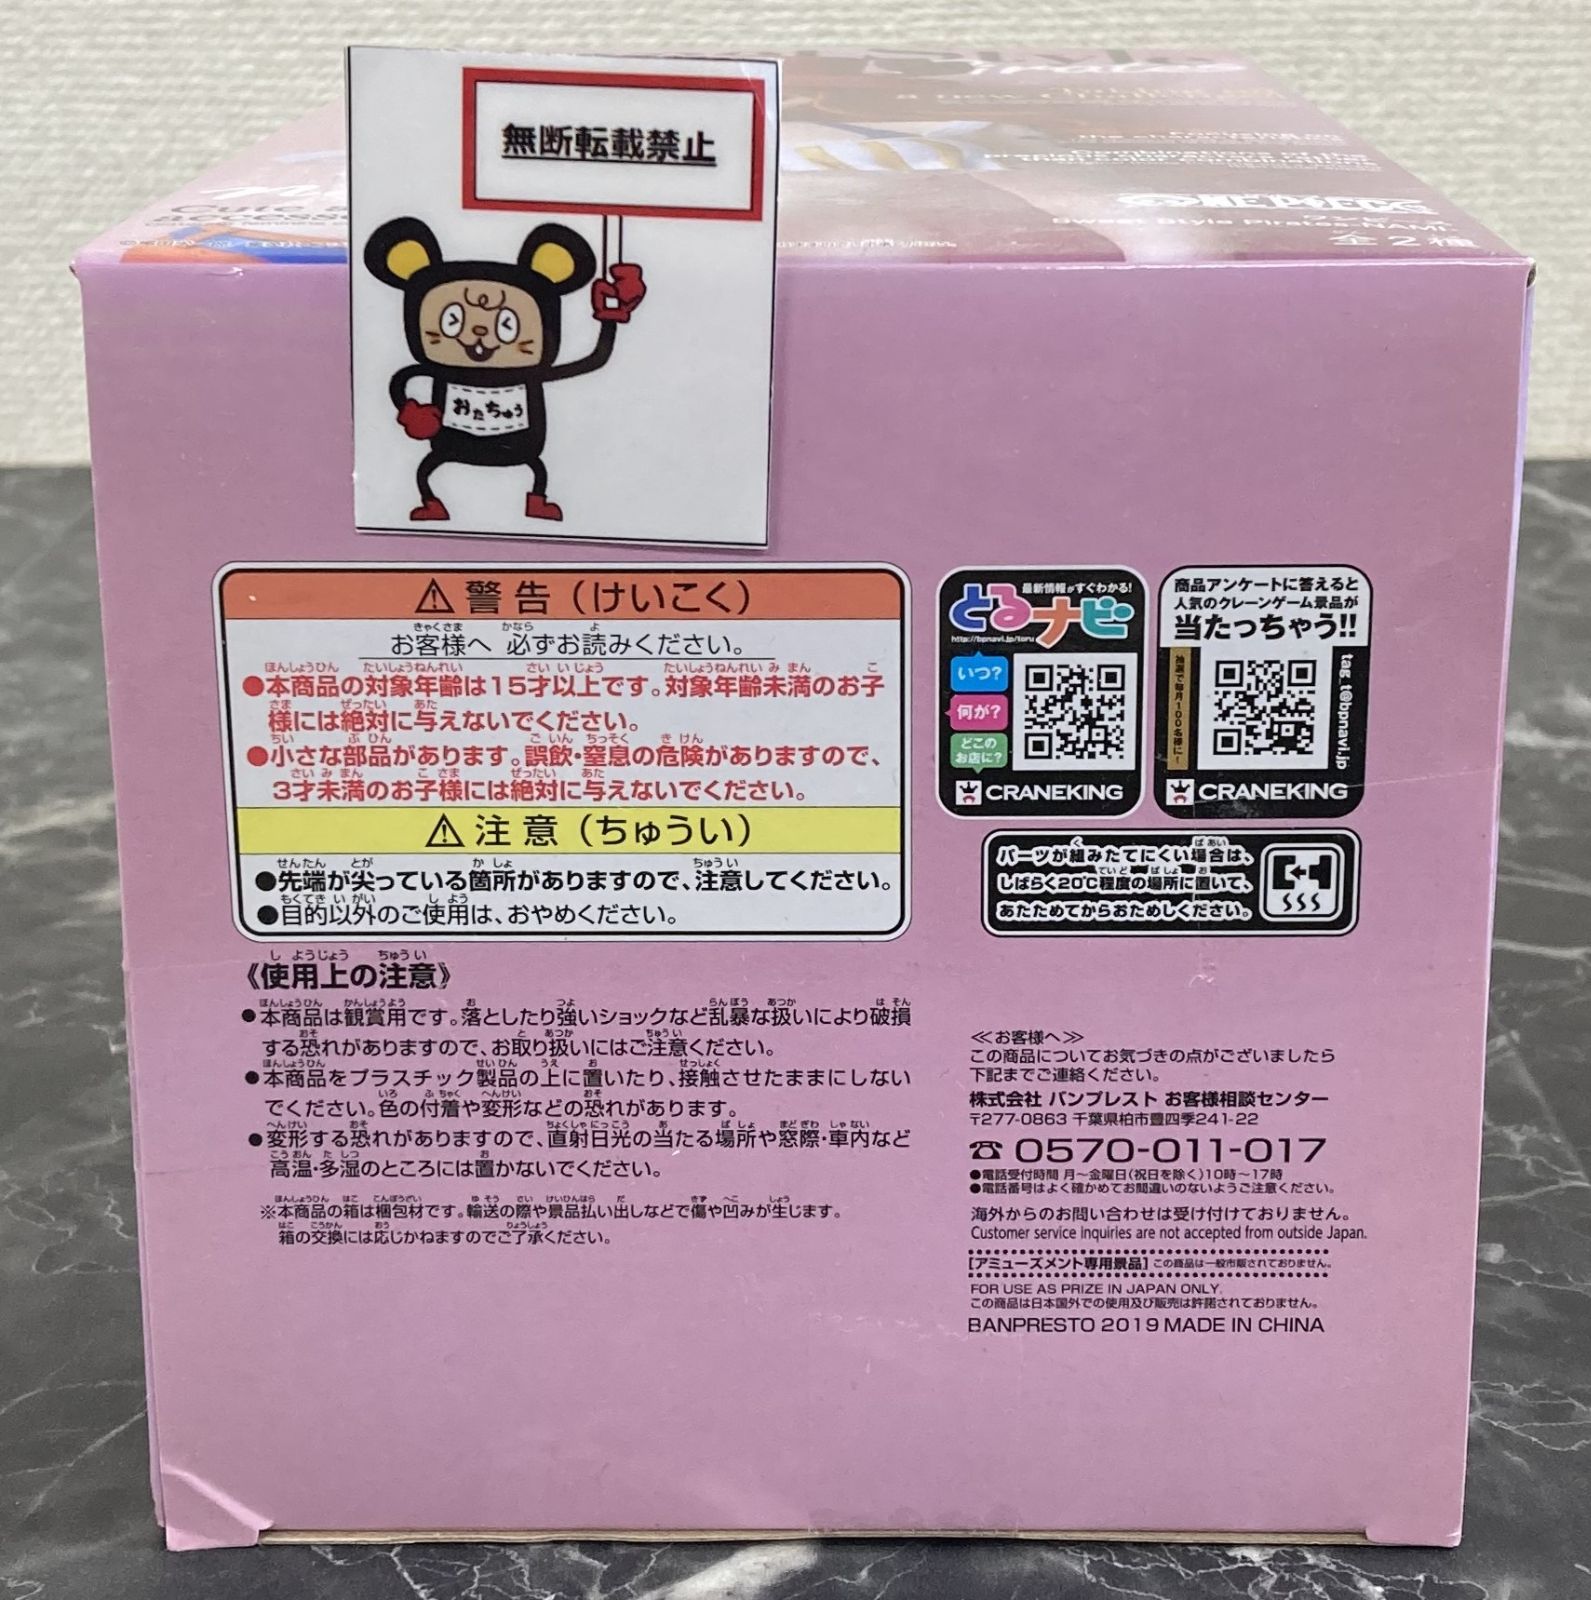 無断転載禁止
おたちゅう
ONE PIECE
ワンピース
Sweet Style Pirates-NAMI-
全2種
⚠警告(けいこく)
お客様へ 必ずお読みください。
●本商品の対象年齢は15才以上です。対象年齢未満のお子
様には絶対に与えないでください。
●小さな部品があります。誤飲・窒息の危険がありますので、
3才未満のお子様には絶対に与えないでください。
⚠注意(ちゅうい)
●先端が尖っている箇所がありますので、注意してください。
●目的以外のご使用は、おやめください。
最新情報がすぐわかる!
とるナビ
http://bpnavi.jp/toru
いつ?
何が?
どこの
お店に?
CRANEKING
商品アンケートに答えると
人気のクレーンゲーム景品が
当たっちゃう!!
抽選で毎月100名様に!
tag_t@bpnavi.jp
CRANEKING
パーツが組みたてにくい場合は、
しばらく20℃程度の場所に置いて、
あたためてからおためしください。
《使用上の注意》
●本商品は観賞用です。落としたり強いショックなど乱暴な扱いにより破損
する恐れがありますので、お取り扱いにはご注意ください。
●本商品をプラスチック製品の上に置いたり、接触させたままにしない
でください。色の付着や変形などの恐れがあります。
●変形する恐れがありますので、直射日光の当たる場所や窓際・車内など
高温・多湿のところには置かないでください。
※本商品の箱は梱包材です。輸送の際や景品払い出しなどで傷や凹みが生じます。
箱の交換には応じかねますのでご了承ください。
≪お客様へ≫
この商品についてお気づきの点がございましたら
下記までご連絡ください。
株式会社 バンプレスト お客様相談センター
〒277-0863 千葉県柏市豊四季241-22
☎0570-011-017
●電話受付時間 月~金曜日(祝日を除く)10時~17時
●電話番号はよく確かめてお間違いのないようご注意ください。
海外からのお問い合わせは受け付けておりません。
Customer service inquiries are not accepted from outside Japan.
[アミューズメント専用景品]この商品は一般市販されておりません。
FOR USE AS PRIZE IN JAPAN ONLY.
この商品は日本国外での使用及び販売は許諾されておりません。
BANPRESTO 2019 MADE IN CHINA